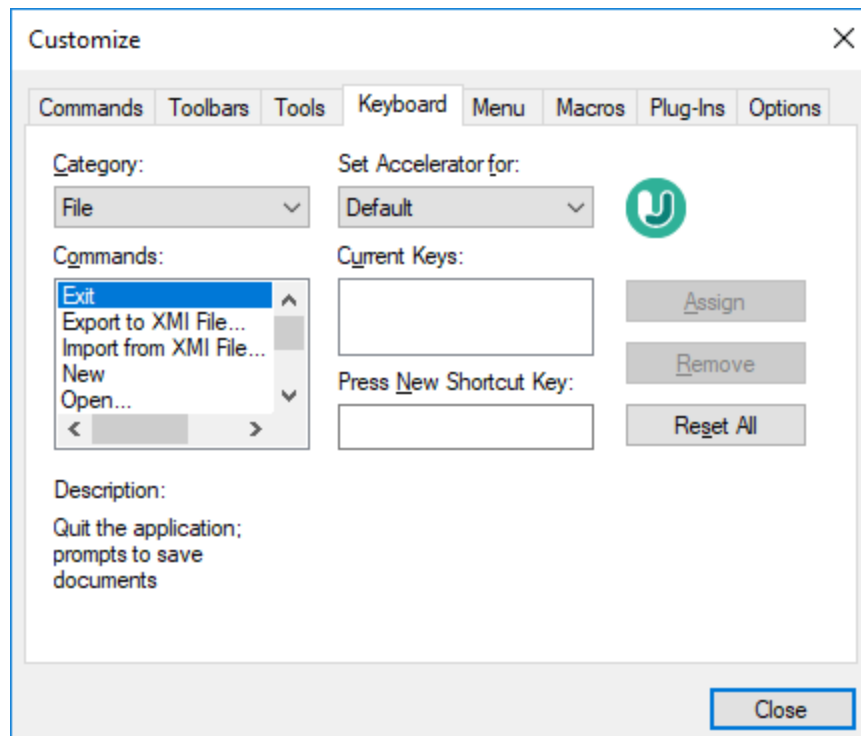 Customize
Commands Toolbars Tools Keyboard Menu Macros Plug-Ins Options
Category: Set Accelerator for:
File Default
Commands: Current Keys:
Exit
Export to XMI File...
Import from XMI File...
New
Open...
Assign
Remove
Press New Shortcut Key:
Reset All
Description:
Quit the application;
prompts to save
documents
Close